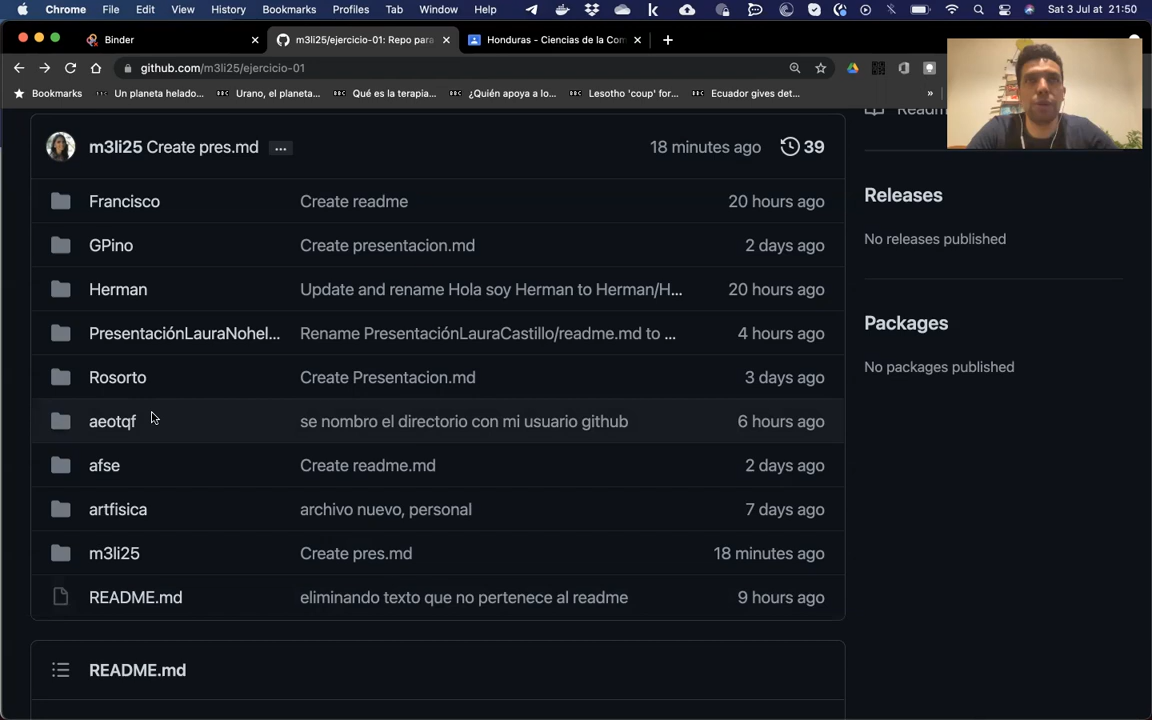 Chrome File Edit View History Bookmarks Profiles Tab Window Help Sat 3 Jul at 21:50
Binder m3li25/ejercicio-01: Repo para Honduras - Ciencias de la Com
github.com/m3li25/ejercicio-01
Bookmarks Un planeta helado... Urano, el planeta... Qué es la terapia... ¿Quién apoya a lo... Lesotho 'coup' for... Ecuador gives det... »
m3li25 Create pres.md ... 18 minutes ago 39
Francisco Create readme 20 hours ago
GPino Create presentacion.md 2 days ago
Herman Update and rename Hola soy Herman to Herman/H... 20 hours ago
PresentaciónLauraNohel... Rename PresentaciónLauraCastillo/readme.md to ... 4 hours ago
Rosorto Create Presentacion.md 3 days ago
aeotqf se nombro el directorio con mi usuario github 6 hours ago
afse Create readme.md 2 days ago
artfisica archivo nuevo, personal 7 days ago
m3li25 Create pres.md 18 minutes ago
README.md eliminando texto que no pertenece al readme 9 hours ago
README.md
Releases
No releases published
Packages
No packages published